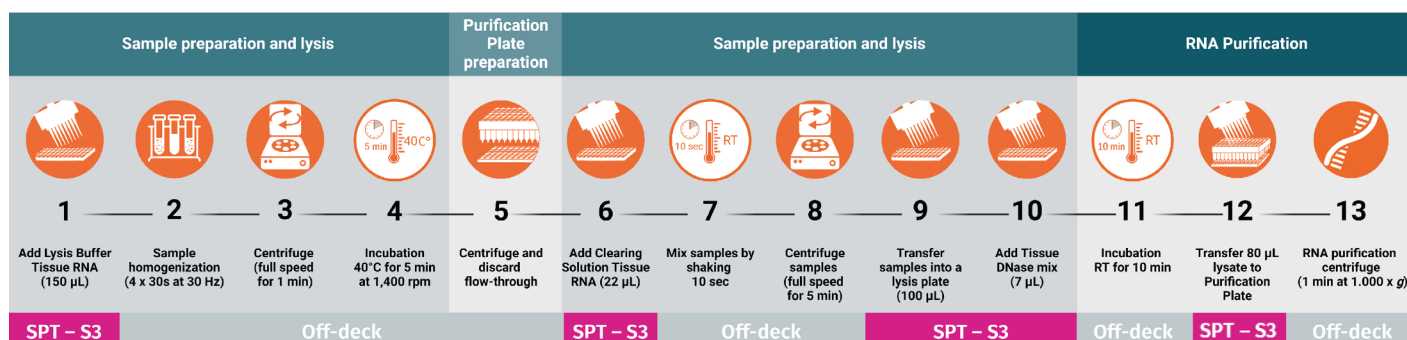 Sample preparation and lysis
Purification
Plate
preparation
Sample preparation and lysis
RNA Purification
5 min
40C°
10 sec
RT
10 min
RT
1
2
3
4
5
6
7
8
9
10
11
12
13
Add Lysis Buffer
Tissue RNA
(150 µL)
Sample
homogenization
(4 x 30s at 30 Hz)
Centrifuge
(full speed
for 1 min)
Incubation
40°C for 5 min
at 1,400 rpm
Centrifuge and
discard
flow-through
Add Clearing
Solution Tissue
RNA (22 µL)
Mix samples by
shaking
10 sec
Centrifuge
samples
(full speed
for 5 min)
Transfer
samples into a
lysis plate
(100 µL)
Add Tissue
DNase mix
(7 µL)
Incubation
RT for 10 min
Transfer 80 µL
lysate to
Purification
Plate
RNA purification
centrifuge
(1 min at 1.000 x g)
SPT – S3
Off-deck
SPT – S3
Off-deck
SPT – S3
Off-deck
SPT – S3
Off-deck